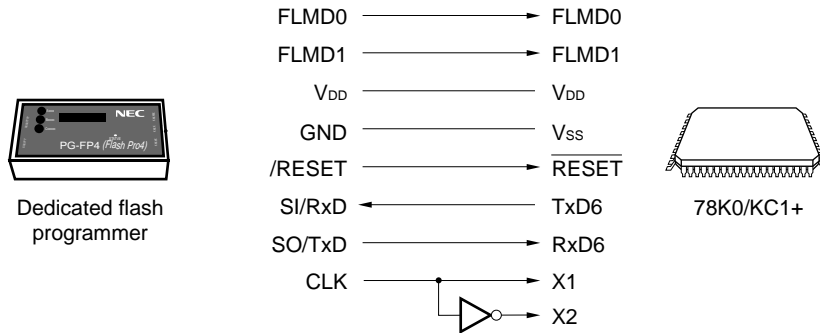 FLMD0 FLMD0
FLMD1 FLMD1
VDD VDD
GND VSS
/RESET RESET
SI/RxD TxD6
SO/TxD RxD6
CLK X1
X2
NEC
PG-FP4 (Flash Pro4)
Dedicated flash
programmer
78K0/KC1+